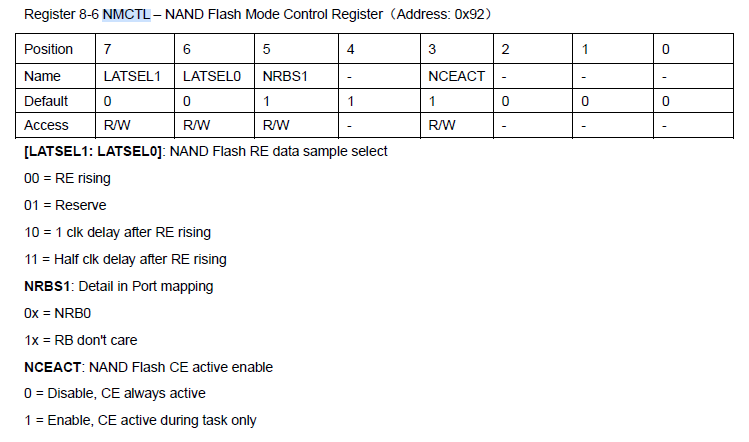 Register 8-6 NMCTL – NAND Flash Mode Control Register（Address: 0x92）
Position 7 6 5 4 3 2 1 0
Name LATSEL1 LATSEL0 NRBS1 - NCEACT - - -
Default 0 0 1 1 1 0 0 0
Access R/W R/W R/W - R/W - - -
[LATSEL1: LATSEL0]: NAND Flash RE data sample select
00 = RE rising
01 = Reserve
10 = 1 clk delay after RE rising
11 = Half clk delay after RE rising
NRBS1: Detail in Port mapping
0x = NRB0
1x = RB don't care
NCEACT: NAND Flash CE active enable
0 = Disable, CE always active
1 = Enable, CE active during task only